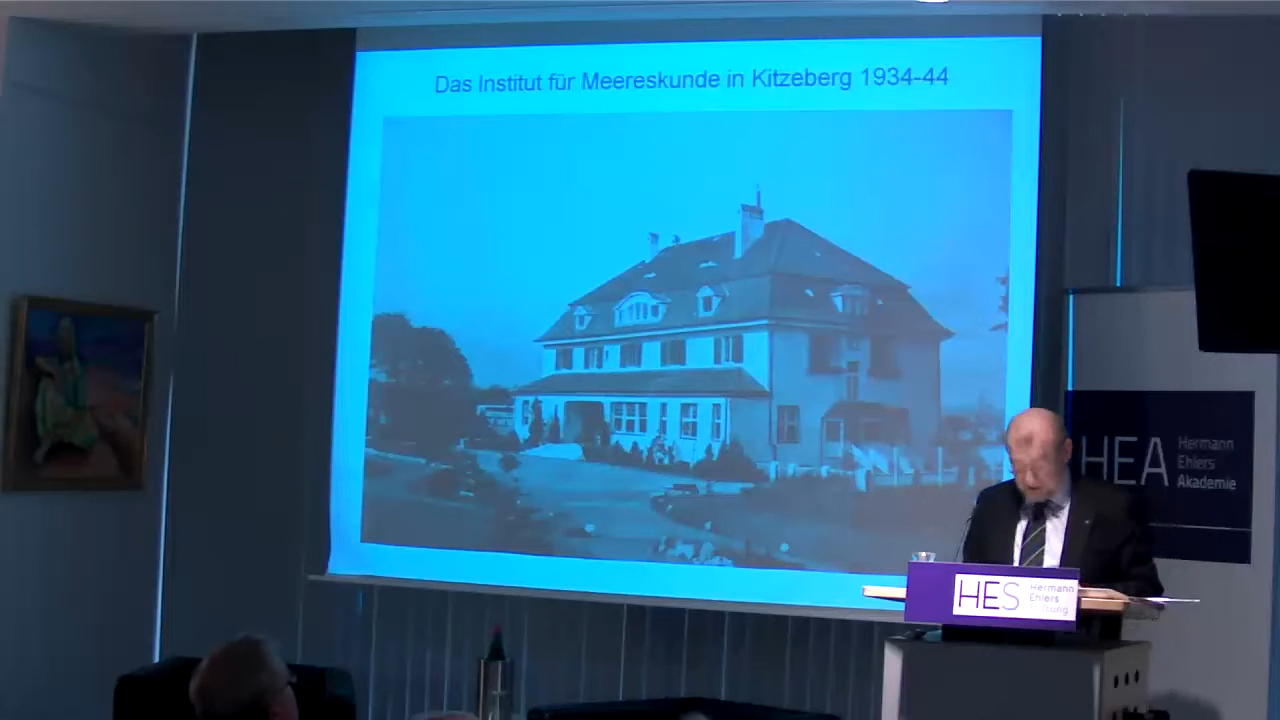 Das Institut für Meereskunde in Kitzeberg 1934-44
HEA
Hermann
Ehlers
Akademie
HES
Hermann
Ehlers
Stiftung